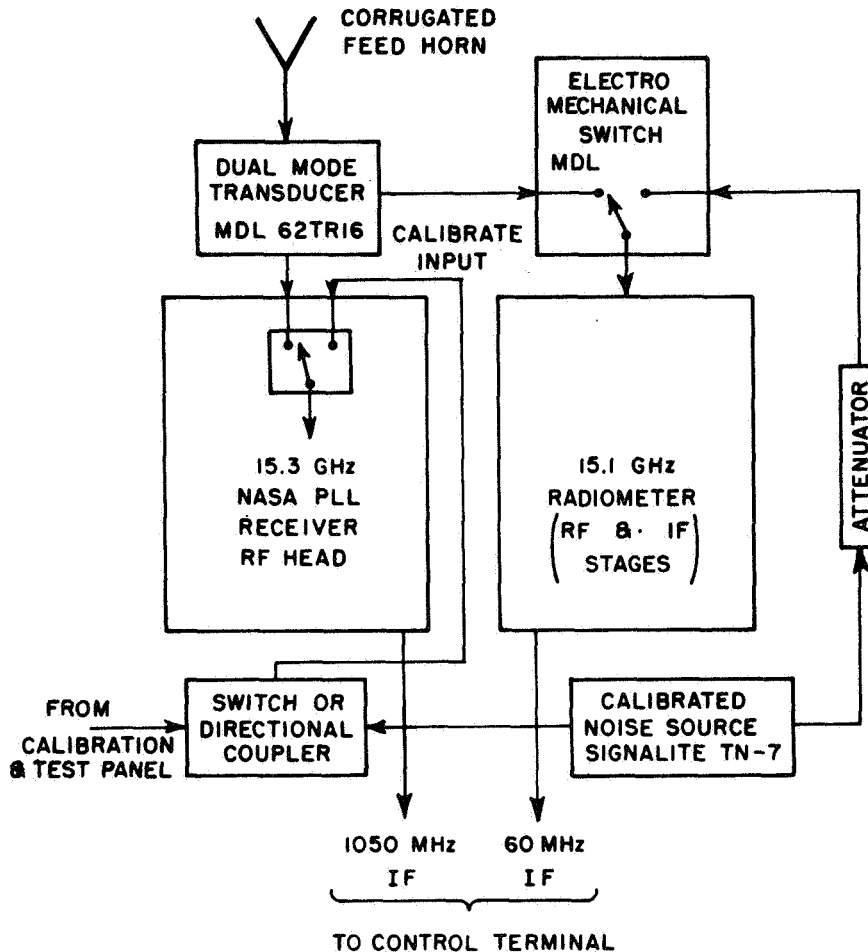 CORRUGATED
FEED HORN
ELECTRO
MECHANICAL
SWITCH
MDL
DUAL MODE
TRANSDUCER
MDL 62TR16
CALIBRATE
INPUT
15.3 GHz
NASA PLL
RECEIVER
RF HEAD
15.1 GHz
RADIOMETER
(RF & IF)
STAGES
ATTENUATOR
FROM
CALIBRATION
& TEST PANEL
SWITCH OR
DIRECTIONAL
COUPLER
CALIBRATED
NOISE SOURCE
SIGNALITE TN-7
1050 MHz
IF
60 MHz
IF
TO CONTROL TERMINAL